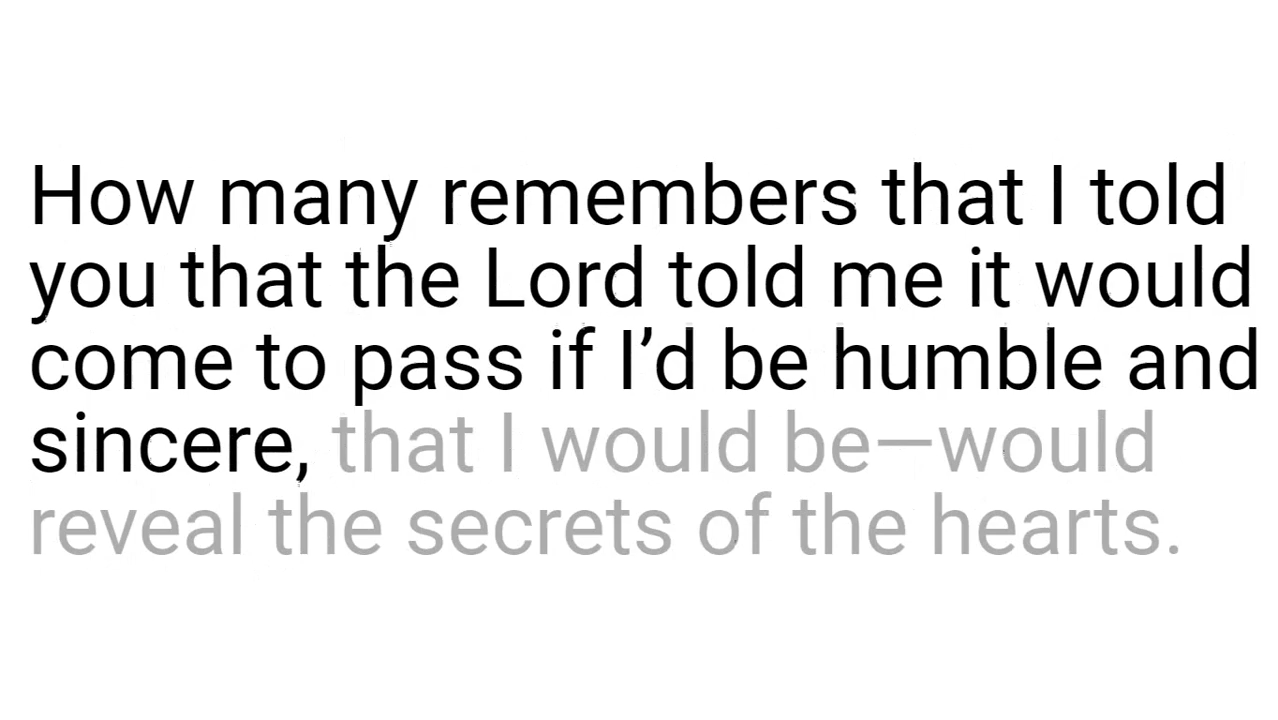 How many remembers that I told
you that the Lord told me it would
come to pass if I’d be humble and
sincere, that I would be—would
reveal the secrets of the hearts.